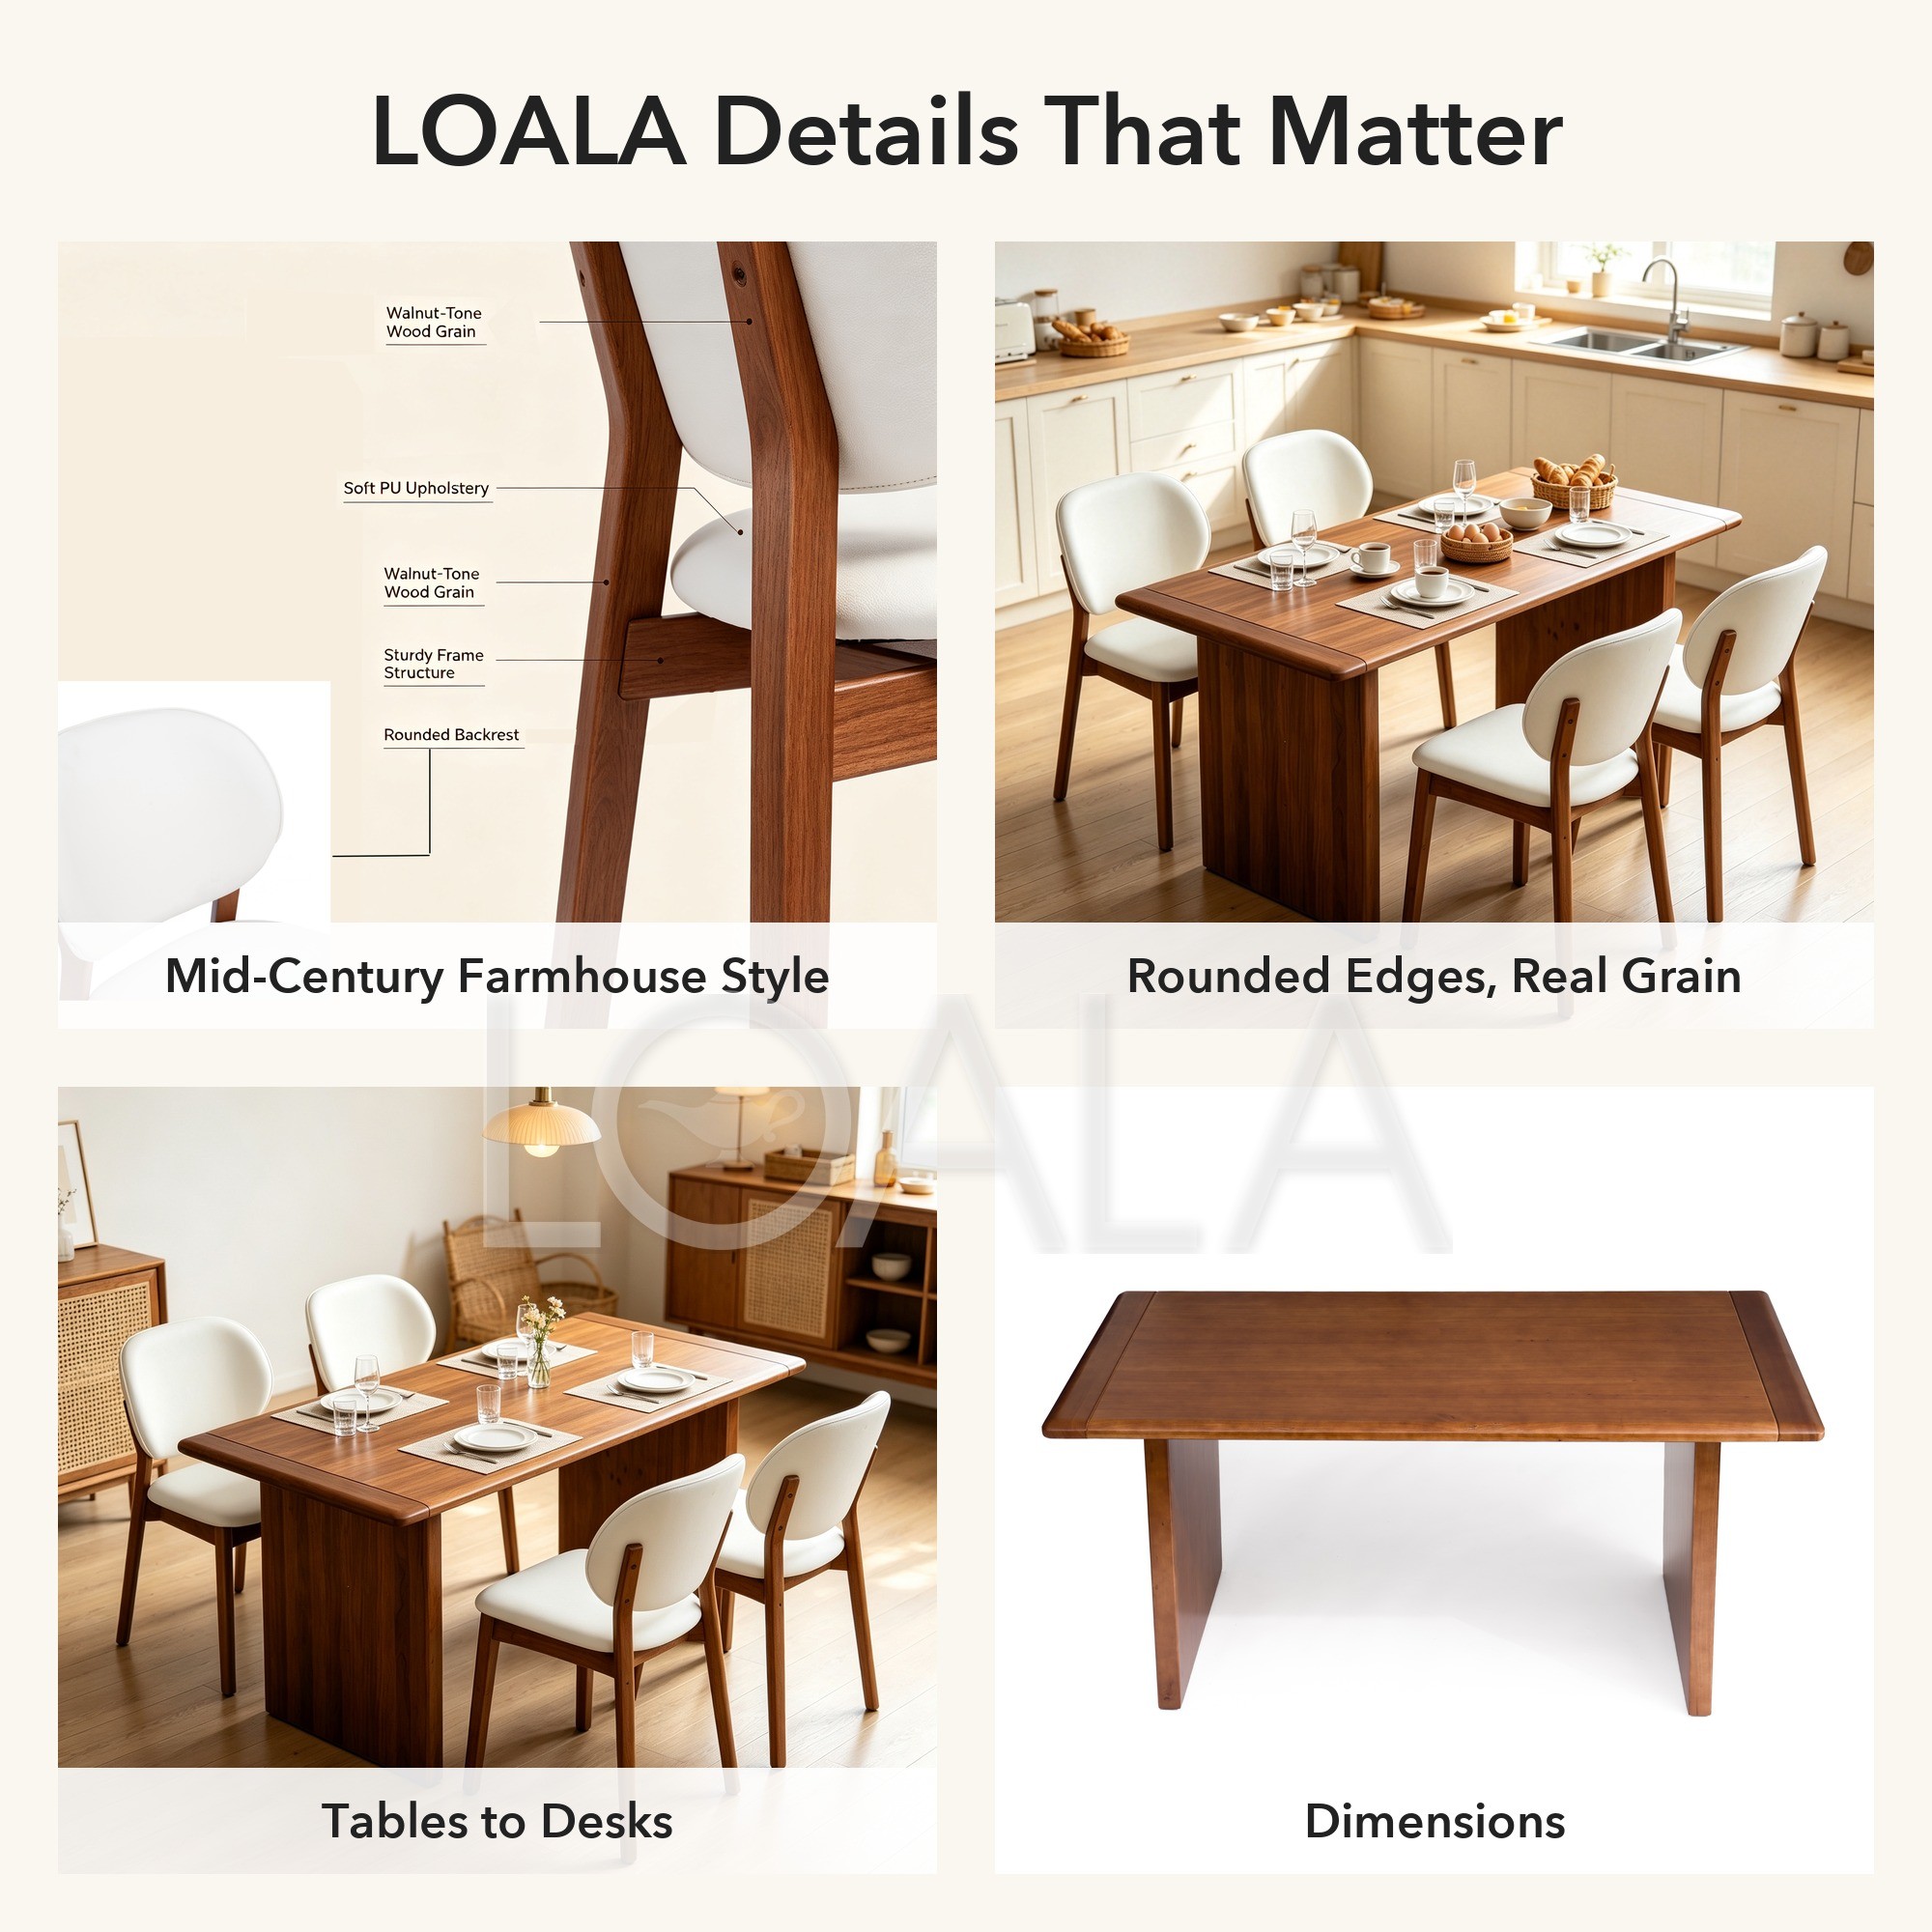 LOALA Details That Matter
Walnut-Tone
Wood Grain
Soft PU Upholstery
Walnut-Tone
Wood Grain
Sturdy Frame
Structure
Rounded Backrest
Mid-Century Farmhouse Style
Rounded Edges, Real Grain
LOALA
Tables to Desks
Dimensions